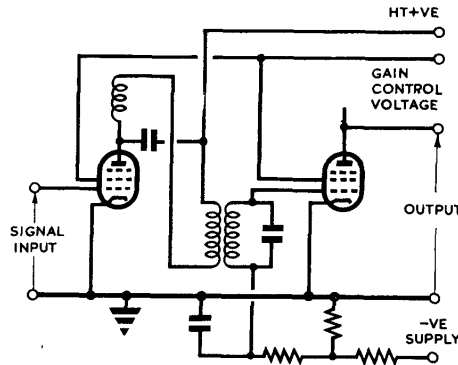 HT+VE
GAIN
CONTROL
VOLTAGE
SIGNAL
INPUT
OUTPUT
-VE
SUPPLY